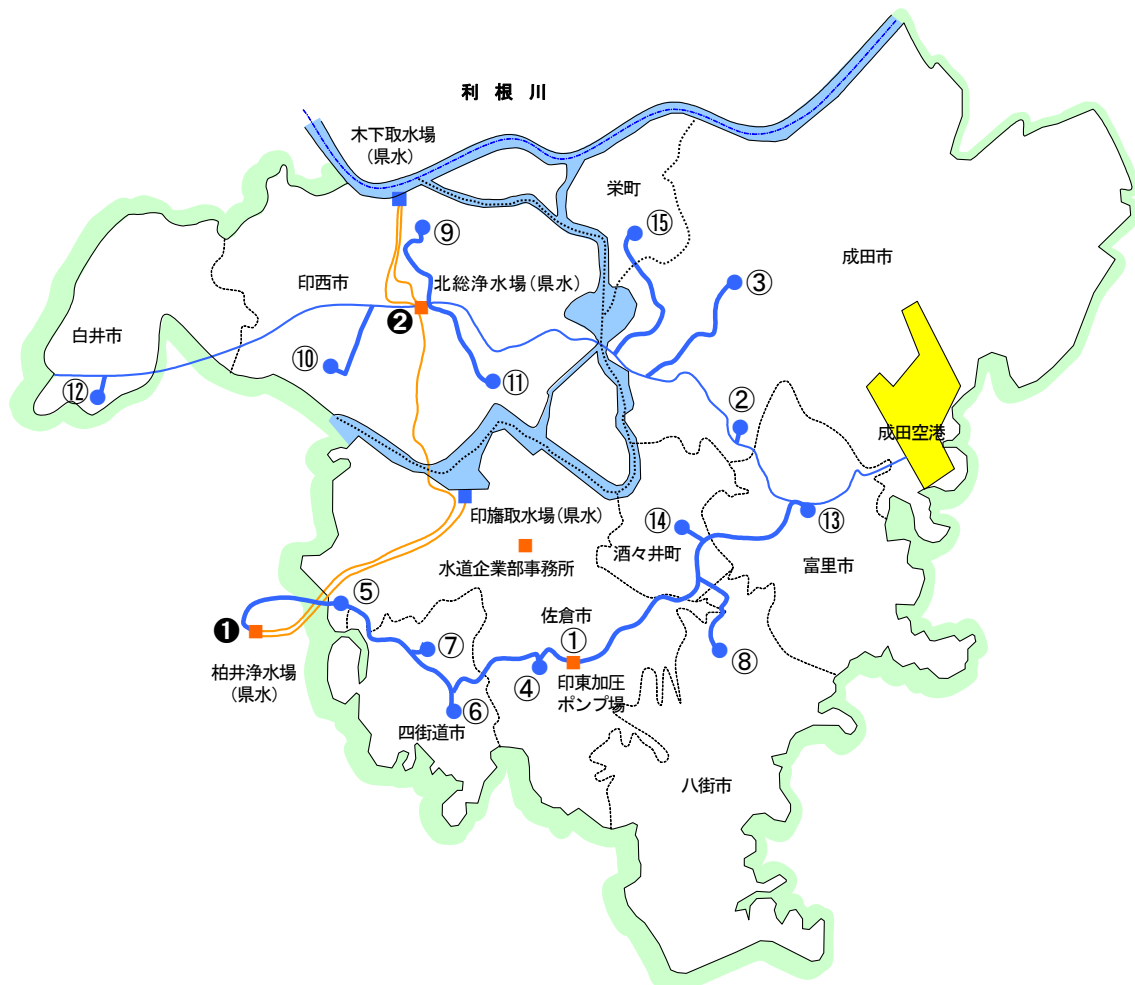 利 根 川
木下取水場
（県水）
栄町
⑮
⑨
成田市
印西市
北総浄水場（県水）
③
❷
白井市
⑩
⑪
⑫
②
成田空港
印旛取水場（県水）
⑭
⑬
水道企業部事務所
酒々井町
富里市
⑤
佐倉市
❶
①
⑦
⑧
柏井浄水場
（県水）
④
印東加圧
ポンプ場
⑥
四街道市
八街市